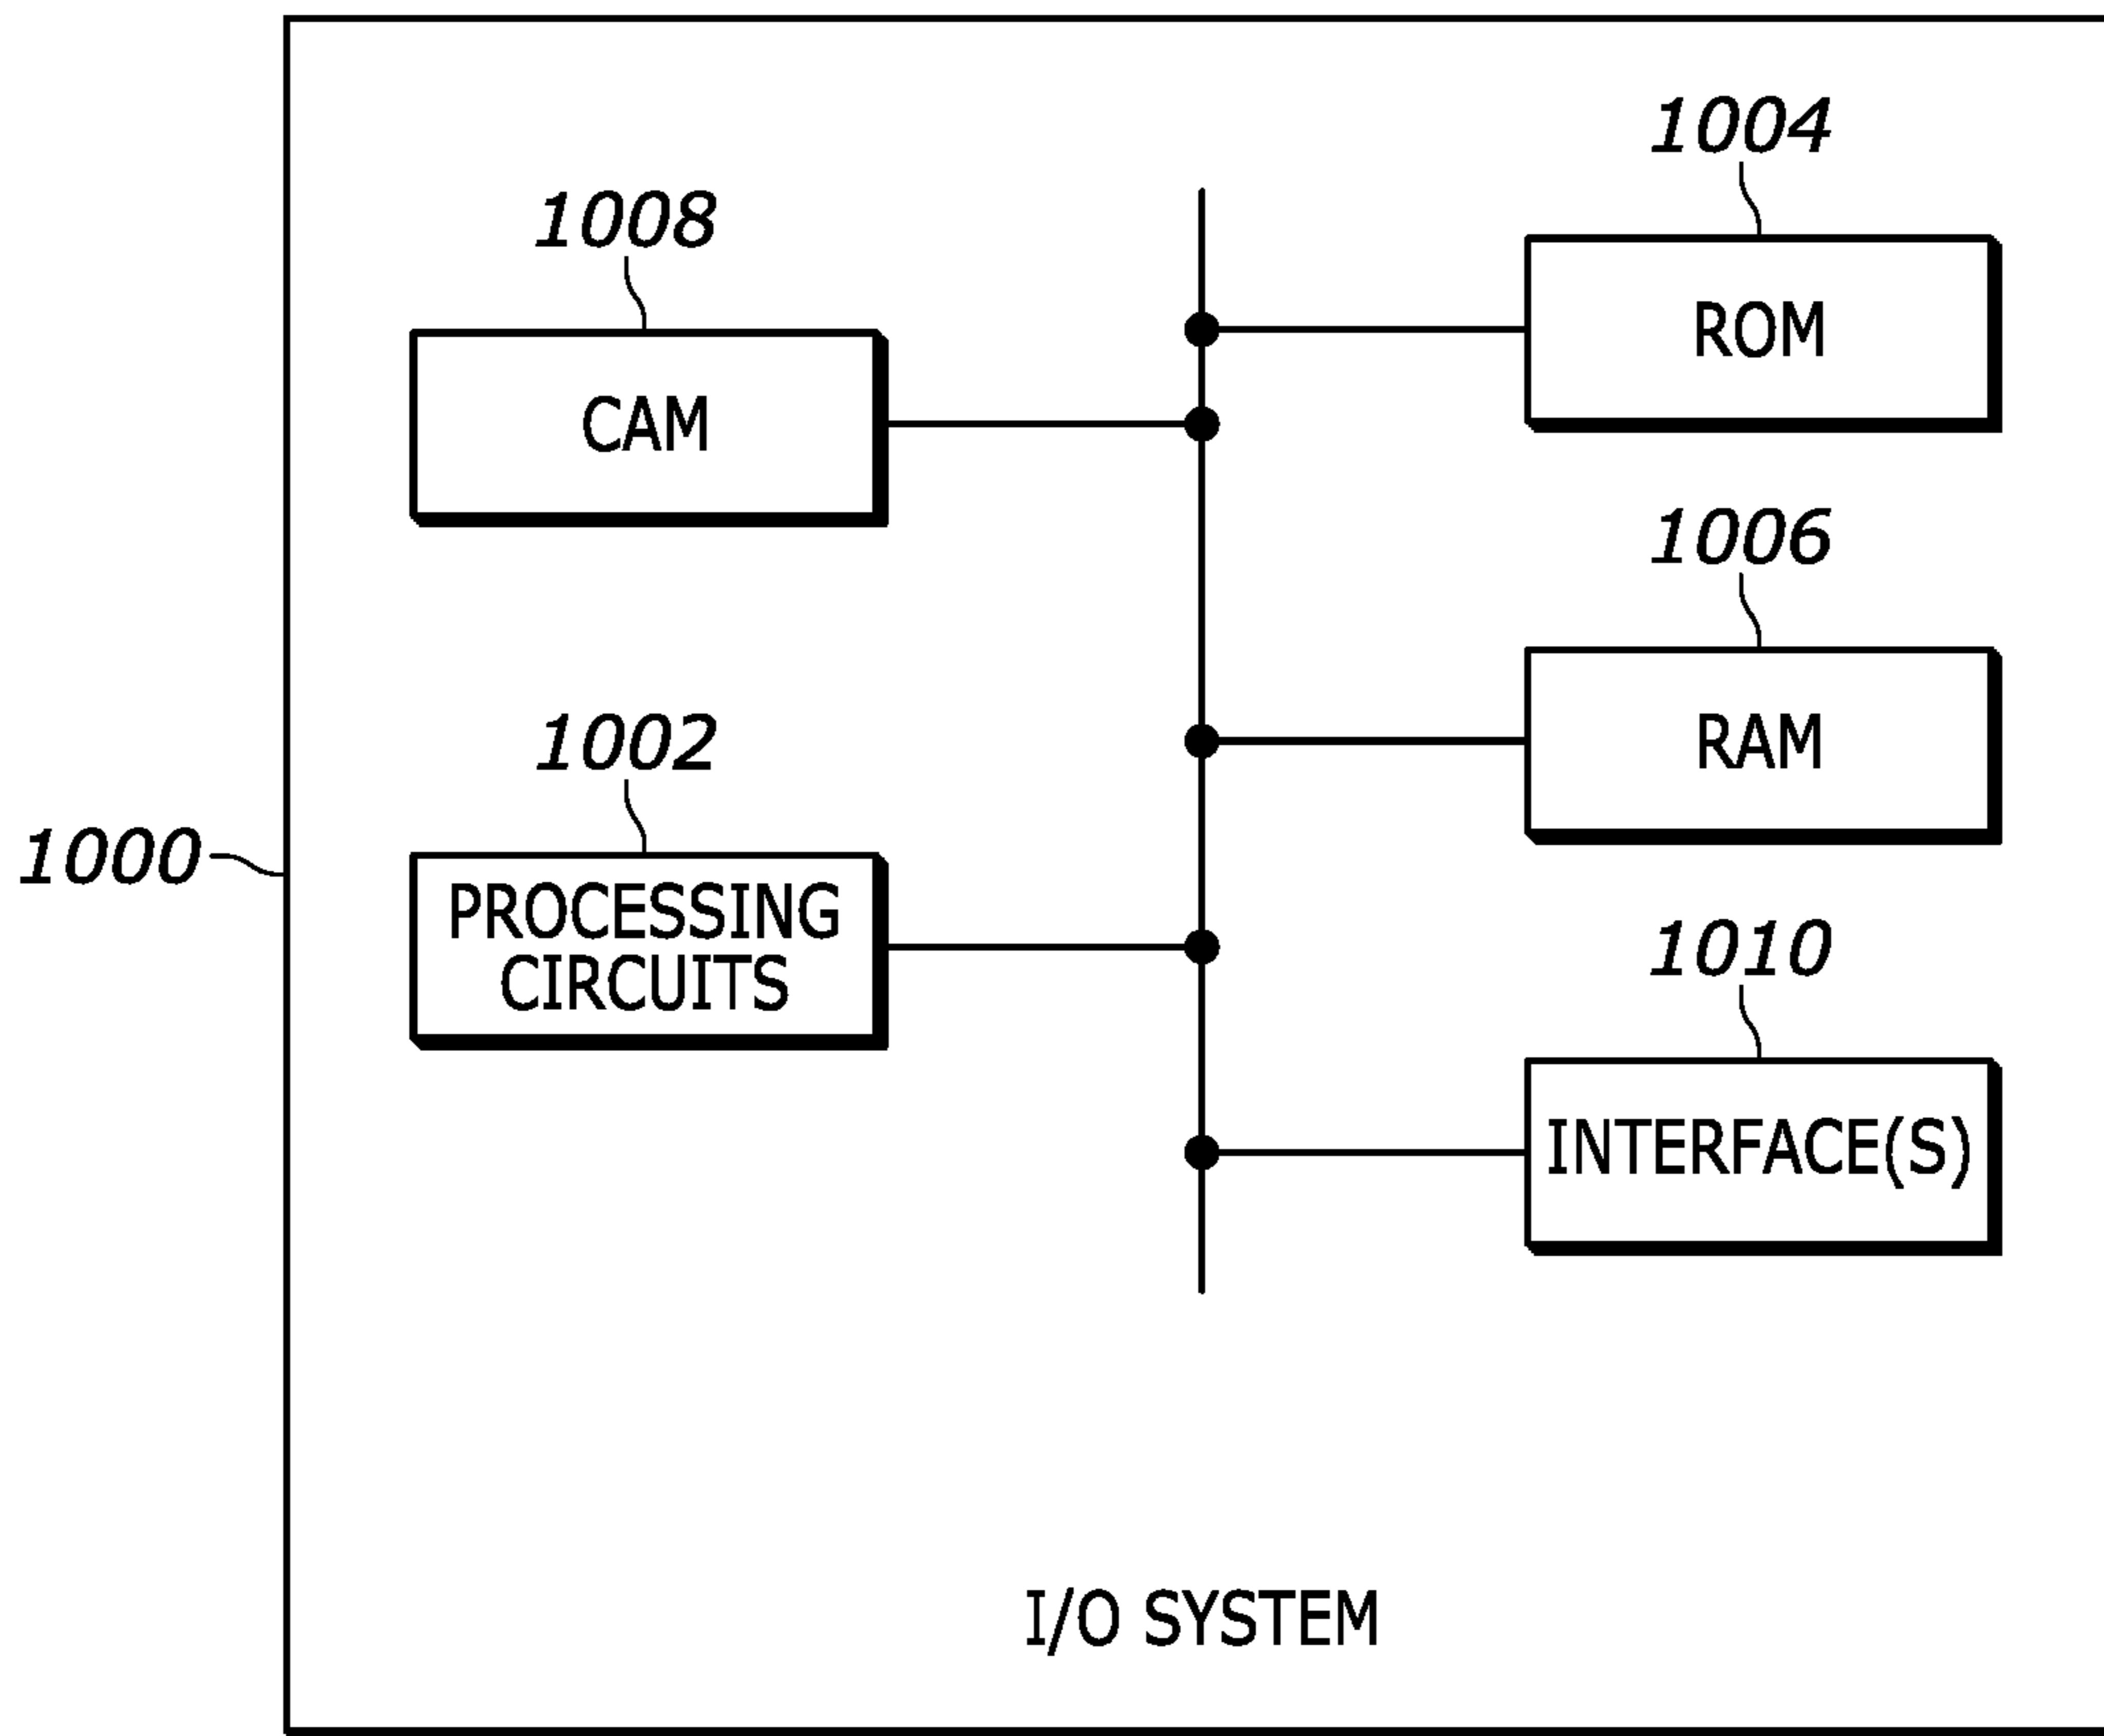 1004
1008
ROM
CAM
1006
1002
RAM
1000
PROCESSING
CIRCUITS
1010
INTERFACE(S)
I/O SYSTEM